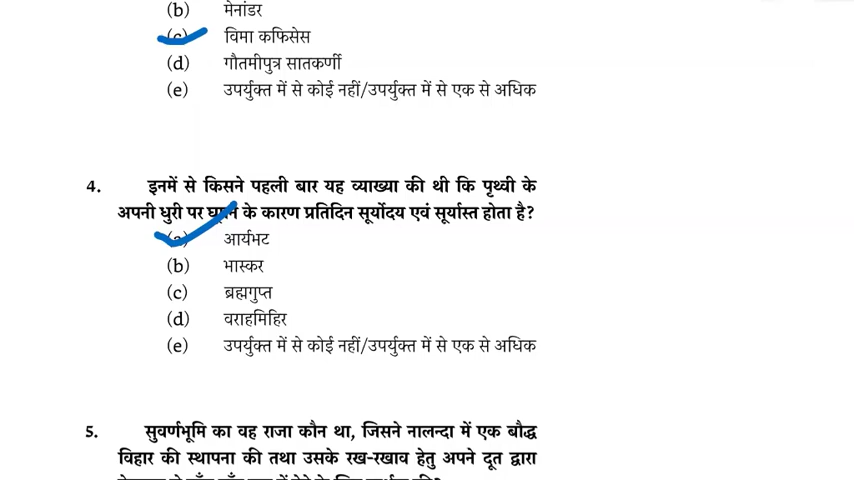 (b) मेनांडर
(c) विमा कफिसेस
(d) गौतमीपुत्र सातकर्णी
(e) उपर्युक्त में से कोई नहीं/उपर्युक्त में से एक से अधिक
4. इनमें से किसने पहली बार यह व्याख्या की थी कि पृथ्वी के
अपनी धुरी पर घूमने के कारण प्रतिदिन सूर्योदय एवं सूर्यास्त होता है?
(a) आर्यभट
(b) भास्कर
(c) ब्रह्मगुप्त
(d) वराहमिहिर
(e) उपर्युक्त में से कोई नहीं/उपर्युक्त में से एक से अधिक
5. सुवर्णभूमि का वह राजा कौन था, जिसने नालन्दा में एक बौद्ध
विहार की स्थापना की तथा उसके रख-रखाव हेतु अपने दूत द्वारा